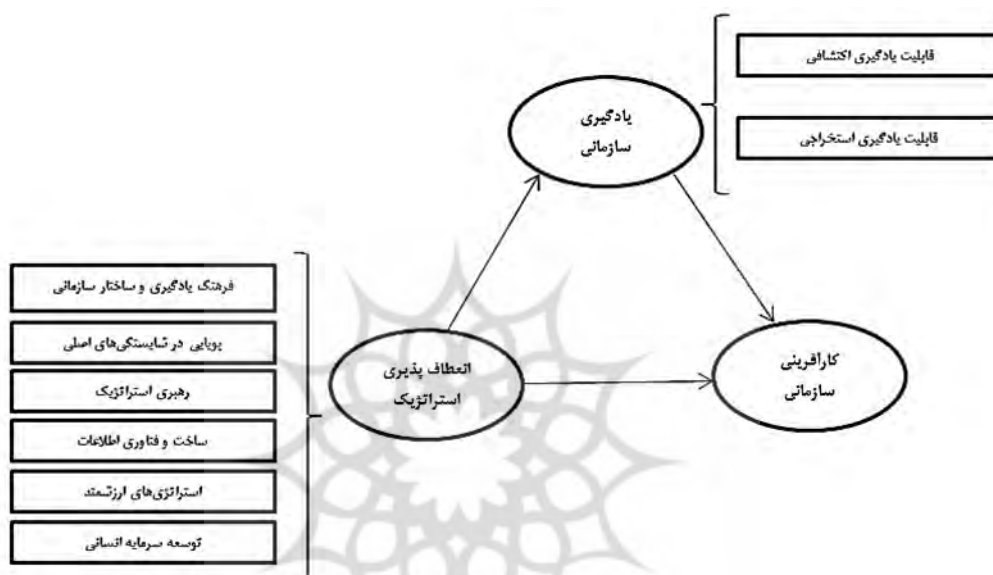 قابلیت یادگیری اکتشافی
قابلیت یادگیری استخراجی
یادگیری
سازمانی
فرهنگ یادگیری و ساختار سازمانی
پویایی در شایستگی‌های اصلی
رهبری استراتژیک
ساخت و فناوری اطلاعات
استراتژی‌های ارزشمند
توسعه سرمایه انسانی
انعطاف پذیری
استراتژیک
کارآفرینی
سازمانی